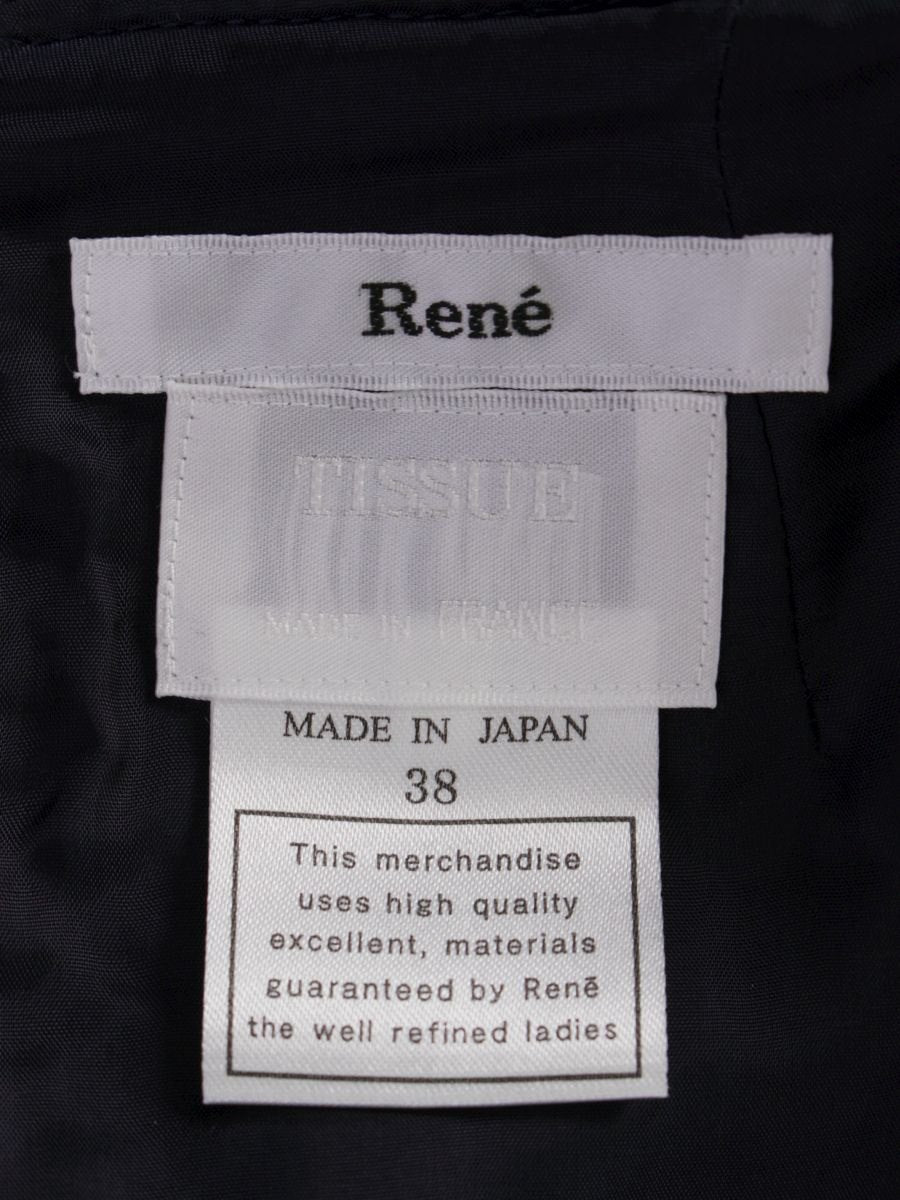 René
TISSUE
MADE IN FRANCE
MADE IN JAPAN
38
This merchandise
uses high quality
excellent, materials
guaranteed by René
the well refined ladies